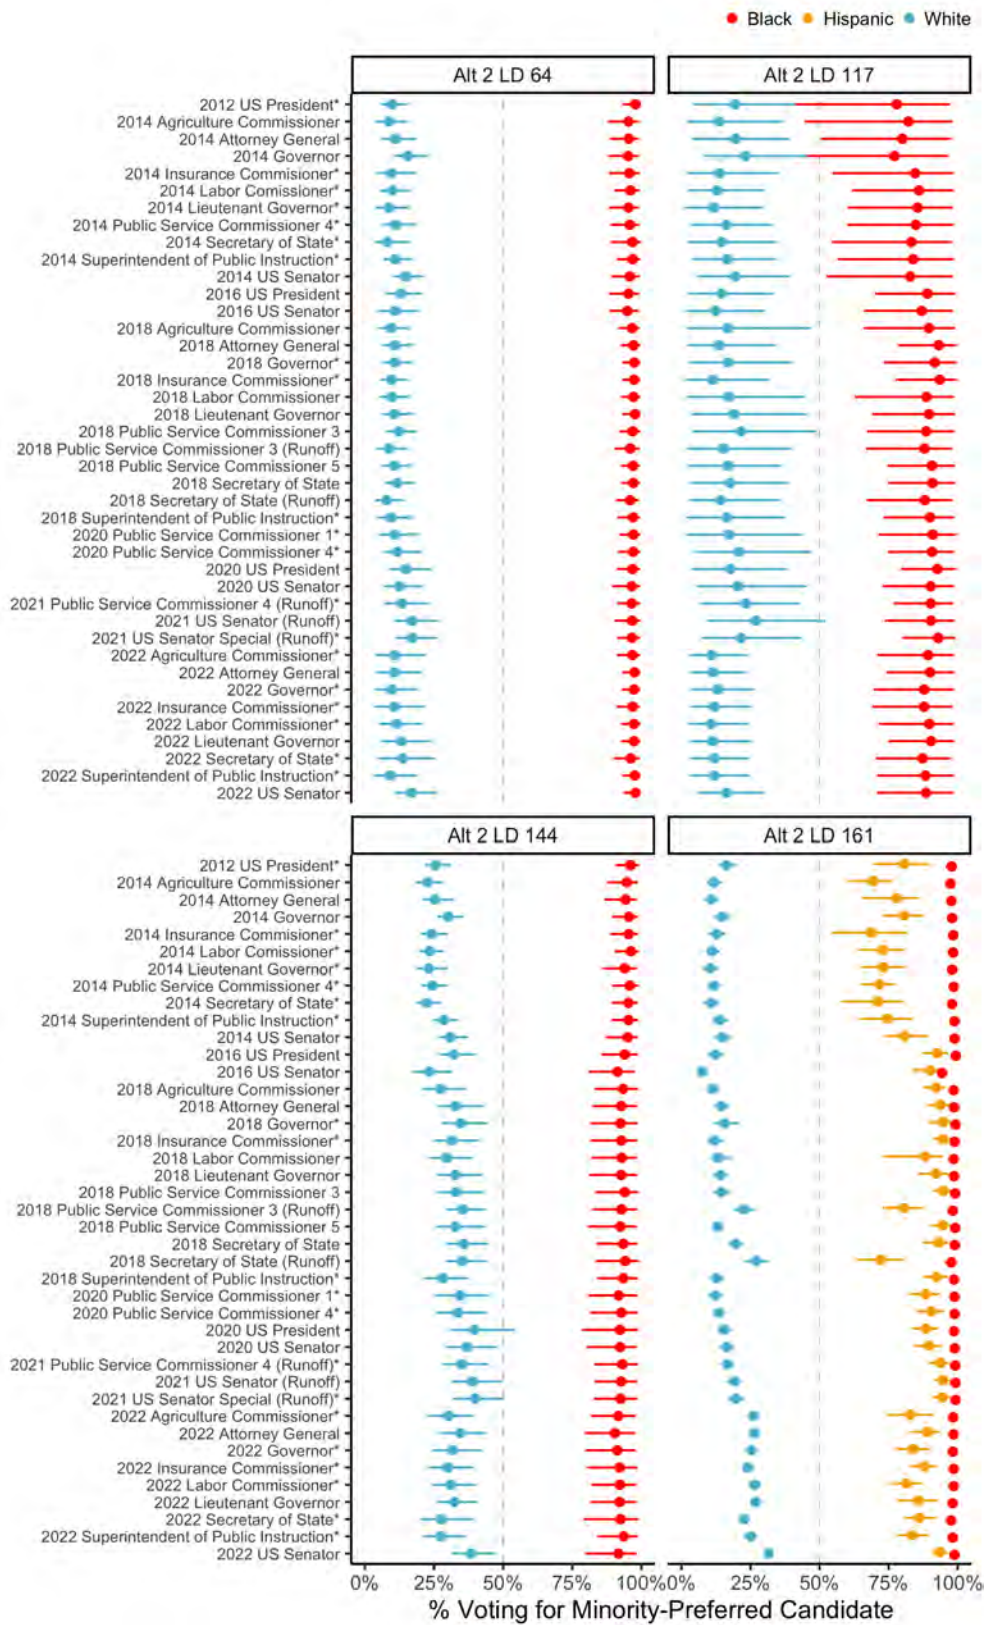 Black Hispanic White
Alt 2 LD 64 Alt 2 LD 117
2012 US President*
2014 Agriculture Commissioner
2014 Attorney General
2014 Governor
2014 Insurance Commisioner*
2014 Labor Comissioner*
2014 Lieutenant Governor*
2014 Public Service Commissioner 4*
2014 Secretary of State*
2014 Superintendent of Public Instruction*
2014 US Senator
2016 US President
2016 US Senator
2018 Agriculture Commissioner
2018 Attorney General
2018 Governor*
2018 Insurance Commissioner*
2018 Labor Commissioner
2018 Lieutenant Governor
2018 Public Service Commissioner 3
2018 Public Service Commissioner 3 (Runoff)
2018 Public Service Commissioner 5
2018 Secretary of State
2018 Secretary of State (Runoff)
2018 Superintendent of Public Instruction*
2020 Public Service Commissioner 1*
2020 Public Service Commissioner 4*
2020 US President
2020 US Senator
2021 Public Service Commissioner 4 (Runoff)*
2021 US Senator (Runoff)
2021 US Senator Special (Runoff)*
2022 Agriculture Commissioner*
2022 Attorney General
2022 Governor*
2022 Insurance Commissioner*
2022 Labor Commissioner*
2022 Lieutenant Governor
2022 Secretary of State*
2022 Superintendent of Public Instruction*
2022 US Senator
Alt 2 LD 144 Alt 2 LD 161
2012 US President*
2014 Agriculture Commissioner
2014 Attorney General
2014 Governor
2014 Insurance Commisioner*
2014 Labor Comissioner*
2014 Lieutenant Governor*
2014 Public Service Commissioner 4*
2014 Secretary of State*
2014 Superintendent of Public Instruction*
2014 US Senator
2016 US President
2016 US Senator
2018 Agriculture Commissioner
2018 Attorney General
2018 Governor*
2018 Insurance Commissioner*
2018 Labor Commissioner
2018 Lieutenant Governor
2018 Public Service Commissioner 3
2018 Public Service Commissioner 3 (Runoff)
2018 Public Service Commissioner 5
2018 Secretary of State
2018 Secretary of State (Runoff)
2018 Superintendent of Public Instruction*
2020 Public Service Commissioner 1*
2020 Public Service Commissioner 4*
2020 US President
2020 US Senator
2021 Public Service Commissioner 4 (Runoff)*
2021 US Senator (Runoff)
2021 US Senator Special (Runoff)*
2022 Agriculture Commissioner*
2022 Attorney General
2022 Governor*
2022 Insurance Commissioner*
2022 Labor Commissioner*
2022 Lieutenant Governor
2022 Secretary of State*
2022 Superintendent of Public Instruction*
2022 US Senator
0% 25% 50% 75% 100% 0% 25% 50% 75% 100%
% Voting for Minority-Preferred Candidate